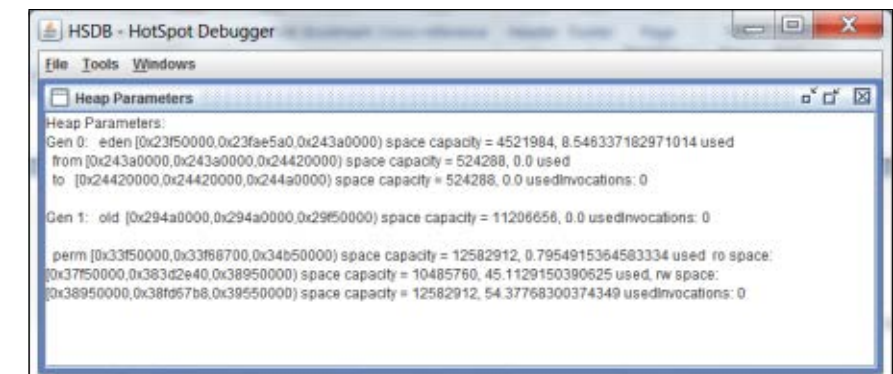 HSDB - HotSpot Debugger
File Tools Windows
Heap Parameters
Heap Parameters:
Gen 0: eden [0x23f50000,0x23fae5a0,0x243a0000) space capacity = 4521984, 8.546337182971014 used
from [0x243a0000,0x243a0000,0x24420000) space capacity = 524288, 0.0 used
to [0x24420000,0x24420000,0x244a0000) space capacity = 524288, 0.0 usedInvocations: 0
Gen 1: old [0x294a0000,0x294a0000,0x29f50000) space capacity = 11206656, 0.0 usedInvocations: 0
perm [0x33f50000,0x33f68700,0x34b50000) space capacity = 12582912, 0.7954915364583334 used ro space:
[0x37f50000,0x383d2e40,0x38950000) space capacity = 10485760, 45.1129150390625 used, rw space:
[0x38950000,0x38fd67b8,0x39550000) space capacity = 12582912, 54.37768300374349 usedInvocations: 0